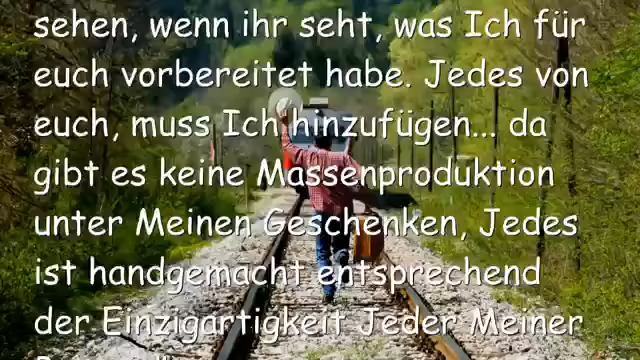 sehen, wenn ihr seht, was Ich für
euch vorbereitet habe. Jedes von
euch, muss Ich hinzufügen... da
gibt es keine Massenproduktion
unter Meinen Geschenken, Jedes
ist handgemacht entsprechend
der Einzigartigkeit Jeder Meiner